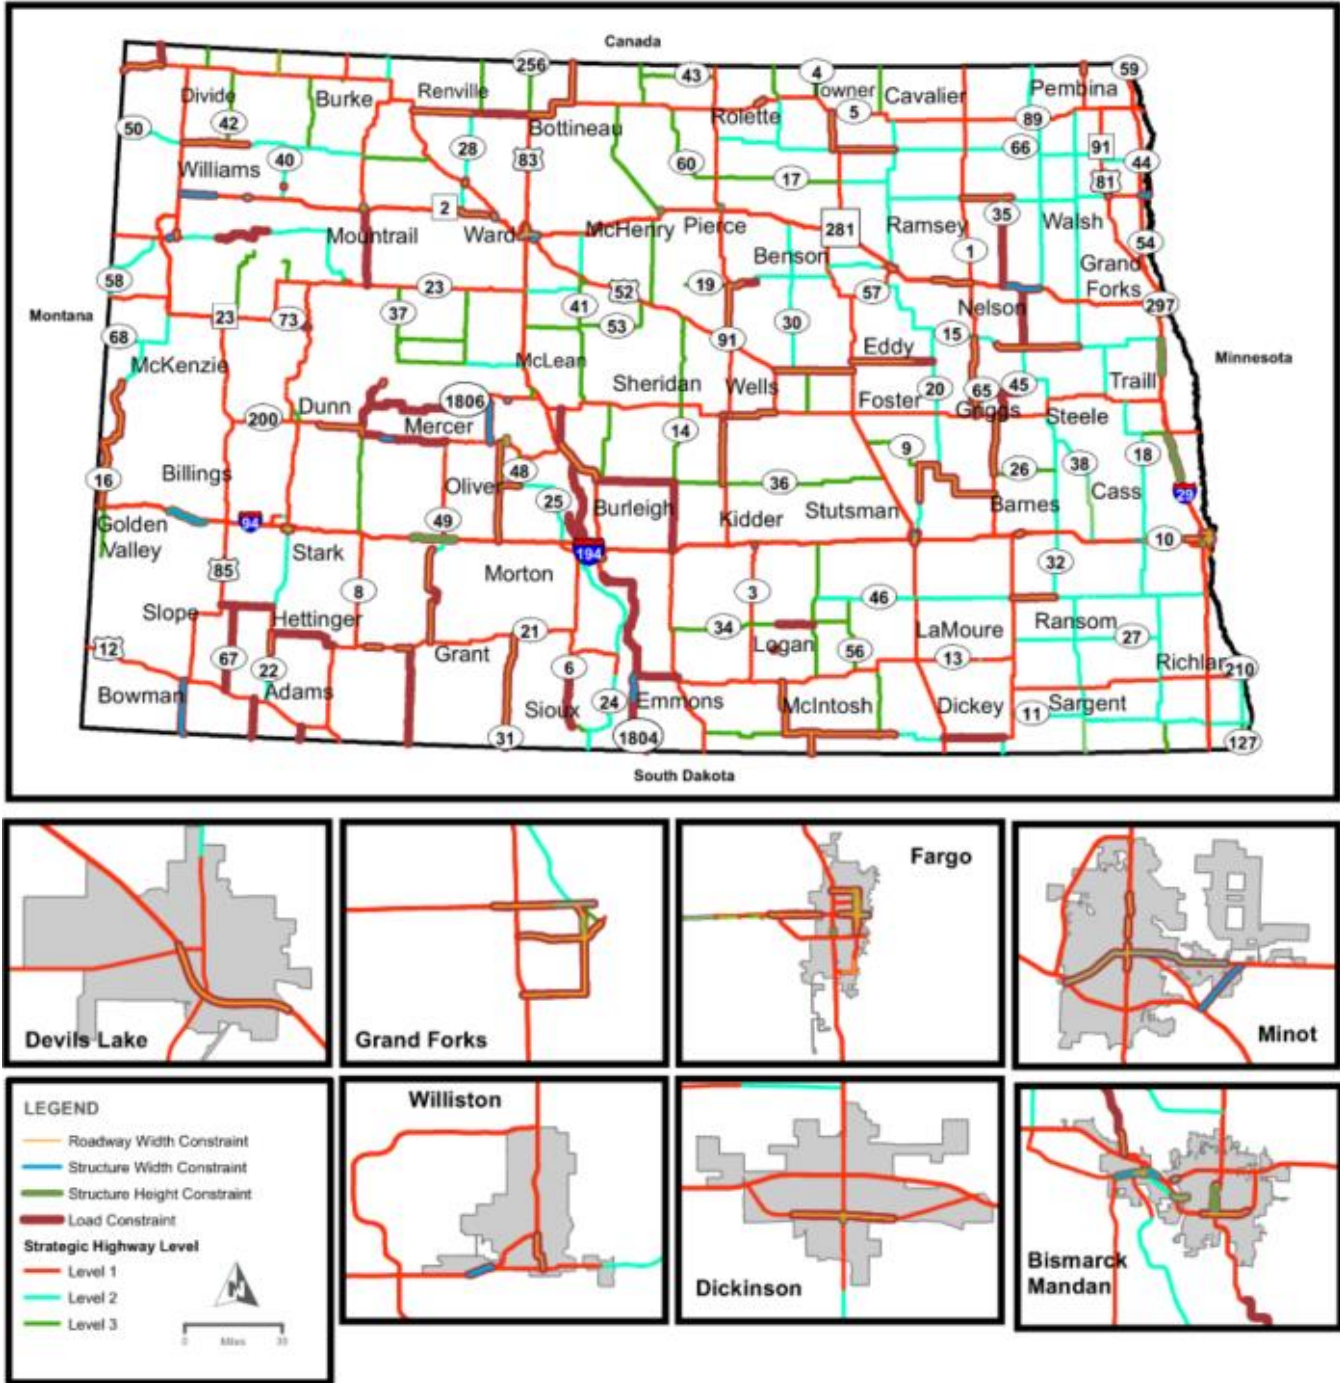 Canada
256
43
4
59
Divide
Burke
Renville
Towner
Cavalier
Pembina
42
Rolette
5
89
50
Bottineau
28
83
60
66
91
44
40
17
81
Williams
2
35
Mountrail
Ward
McHenry
Pierce
281
Ramsey
Walsh
1
54
Benson
58
23
19
57
Grand
Forks
52
Nelson
297
Montana
23
73
37
41
53
30
15
68
91
Eddy
Minnesota
McKenzie
McLean
Sheridan
Wells
Traill
1806
Foster
20
65
45
200
Dunn
Mercer
Griggs
Steele
14
9
48
38
18
16
Billings
Oliver
36
26
25
Burleigh
Barnes
Cass
29
Golden
Valley
94
49
Kidder
Stutsman
Stark
194
10
85
Morton
8
3
32
Slope
Hettinger
46
34
21
LaMoure
Ransom
12
67
22
Grant
Logan
56
27
6
13
Richlan
210
Bowman
Adams
24
Emmons
McIntosh
Dickey
Sargent
Sioux
11
31
1804
127
South Dakota
Devils Lake
Grand Forks
Fargo
Minot
LEGEND
Roadway Width Constraint
Structure Width Constraint
Structure Height Constraint
Load Constraint
Strategic Highway Level
Level 1
Level 2
Level 3
N
0 Miles 30
Williston
Dickinson
Bismarck
Mandan